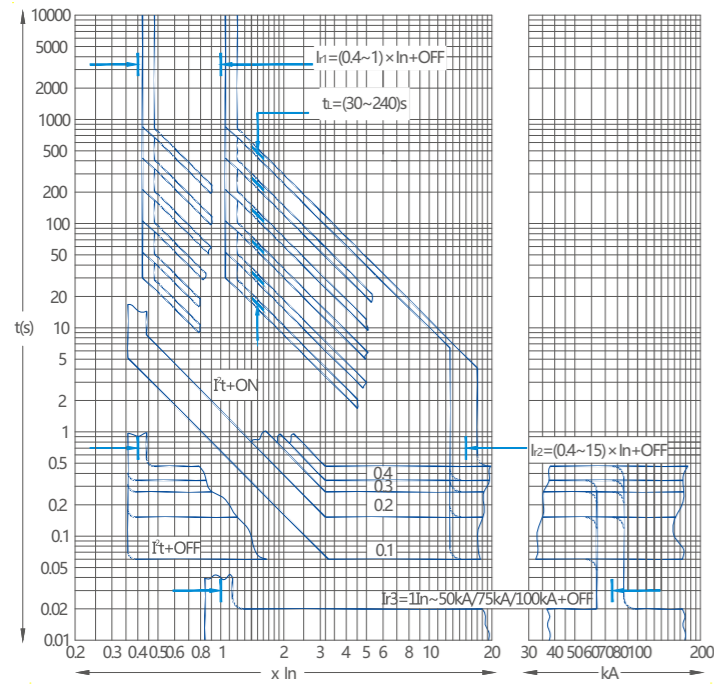 10000
5000
2000
1000
500
200
100
50
20
10
5
2
1
0.5
0.2
0.1
0.05
0.02
0.01
t(s)
Ir1=(0.4~1)×In+OFF
tL=(30~240)s
I²t+ON
Ir2=(0.4~15)×In+OFF
0.4
0.3
0.2
0.1
I²t+OFF
Ir3=1In~50kA/75kA/100kA+OFF
0.2 0.3 0.4 0.5 0.6 0.8 1 2 3 4 5 6 8 10 20 30 40 50 60 70 80 100 200
x In kA